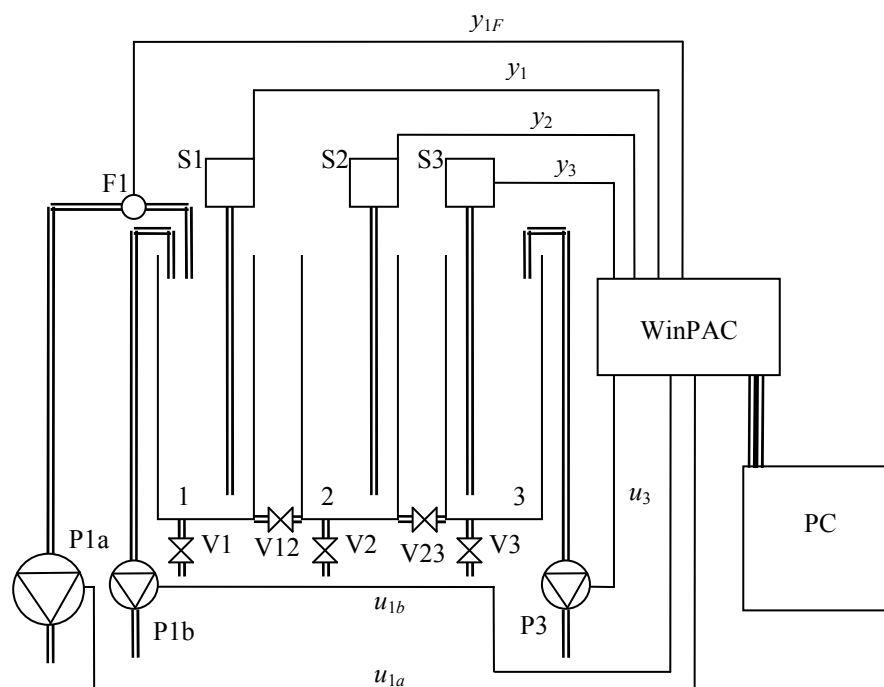 y1F
y1
y2
S1
S2
S3
y3
F1
WinPAC
1
2
3
u3
PC
P1a
V1
V12
V2
V23
V3
u1b
P1b
P3
u1a